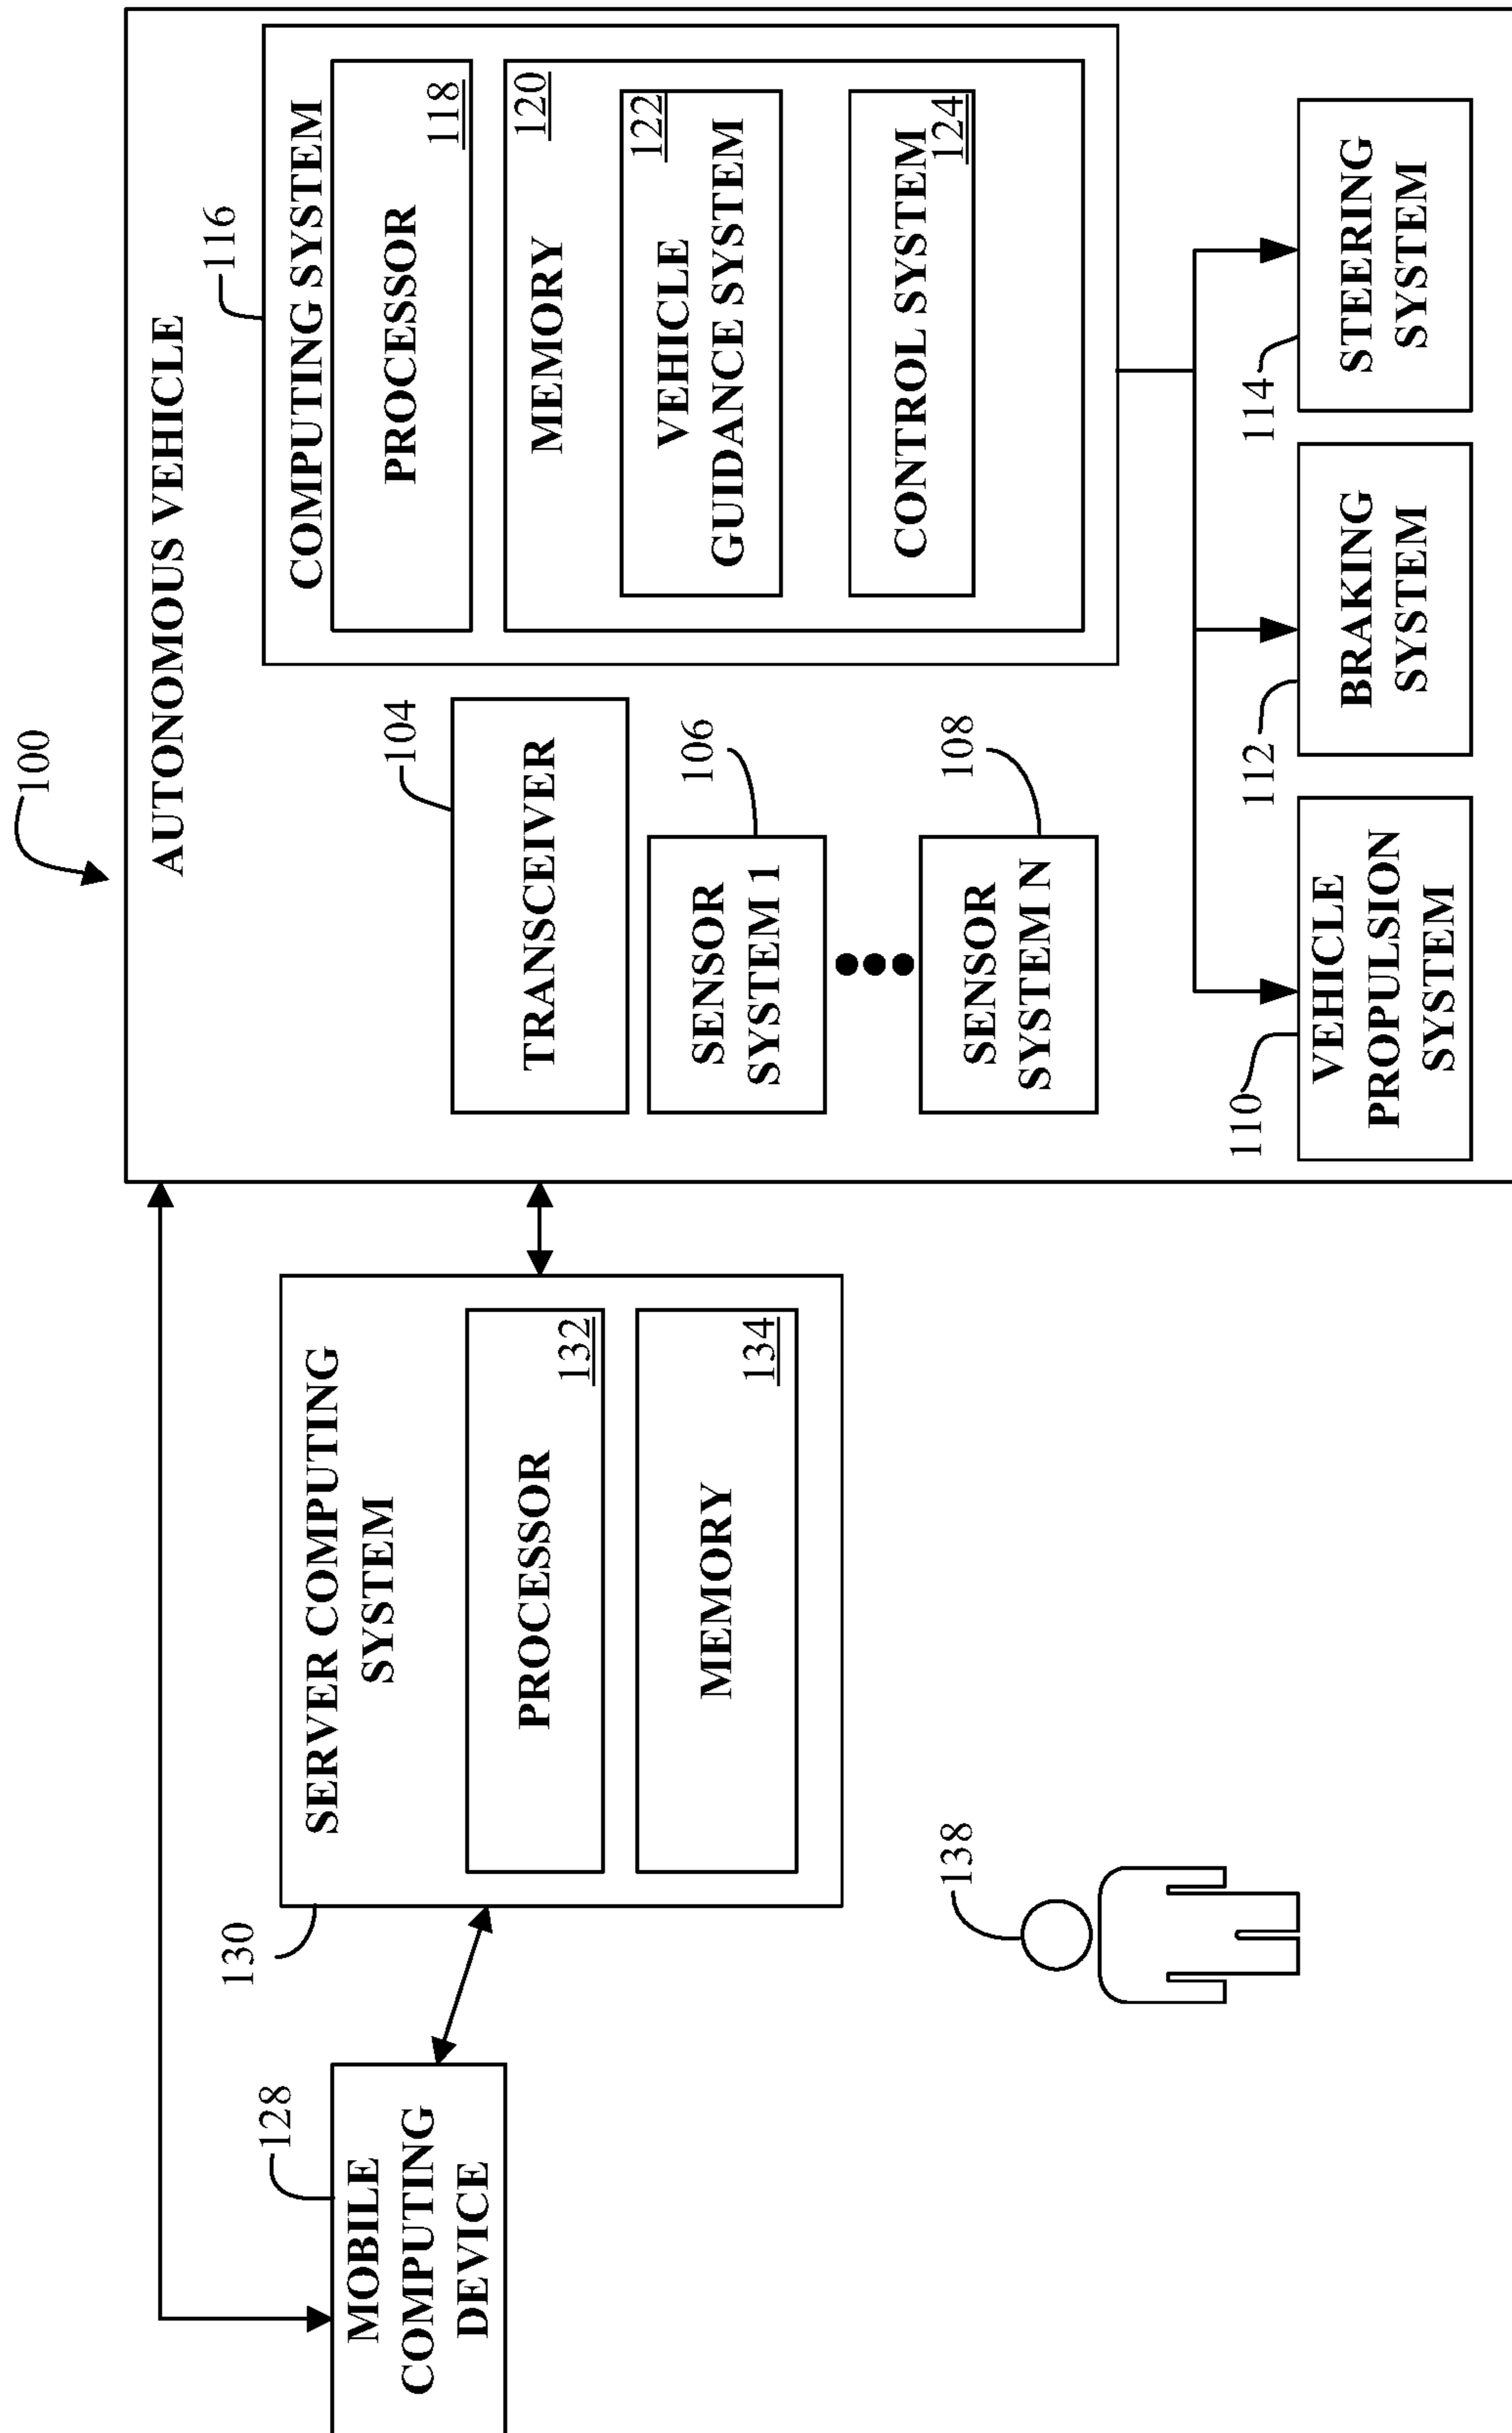 100
AUTONOMOUS VEHICLE
116
COMPUTING SYSTEM
PROCESSOR
118
MEMORY
120
VEHICLE
GUIDANCE SYSTEM
122
CONTROL SYSTEM
124
104
TRANSCEIVER
106
SENSOR
SYSTEM 1
108
SENSOR
SYSTEM N
110
VEHICLE
PROPULSION
SYSTEM
112
BRAKING
SYSTEM
114
STEERING
SYSTEM
130
SERVER COMPUTING
SYSTEM
PROCESSOR
132
MEMORY
134
128
MOBILE
COMPUTING
DEVICE
138